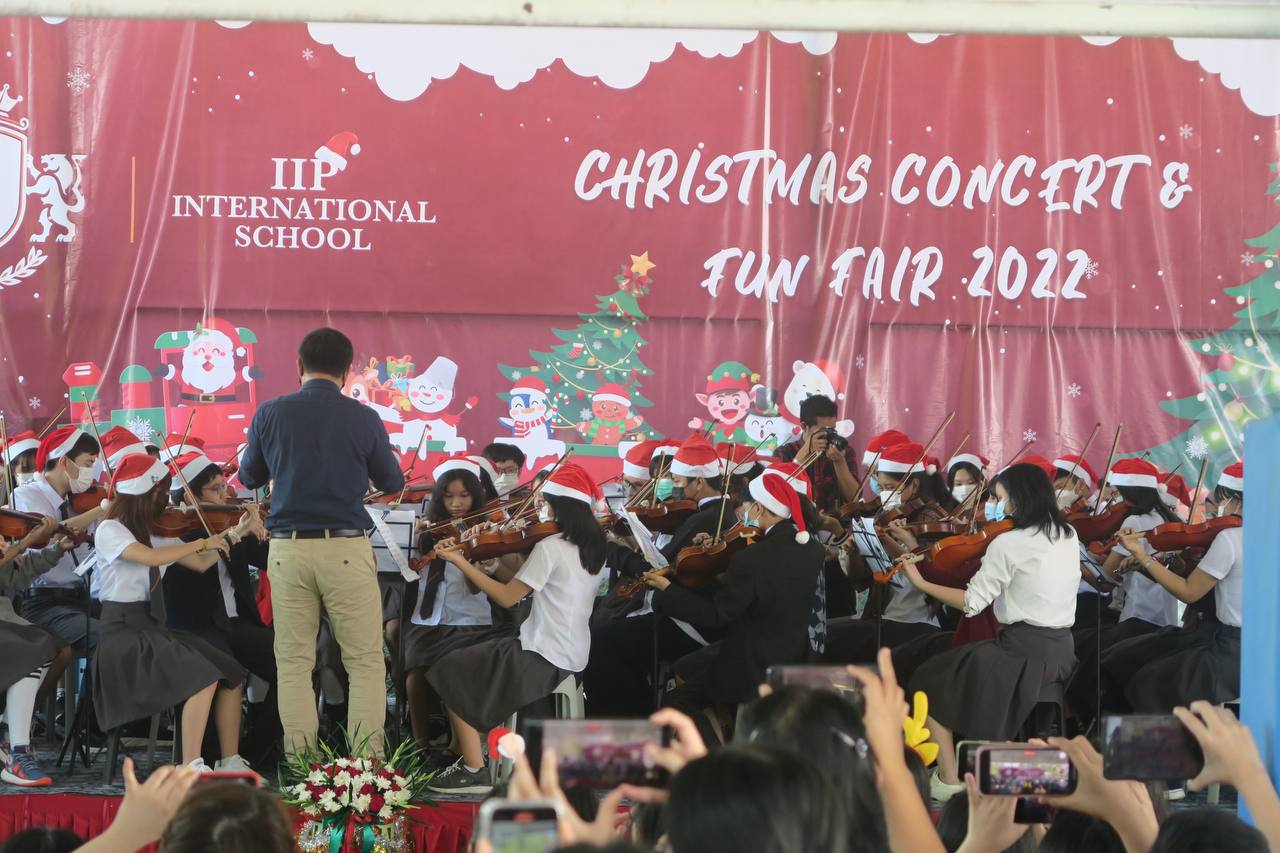 IIP
INTERNATIONAL
SCHOOL
CHRISTMAS CONCERT &
FUN FAIR 2022